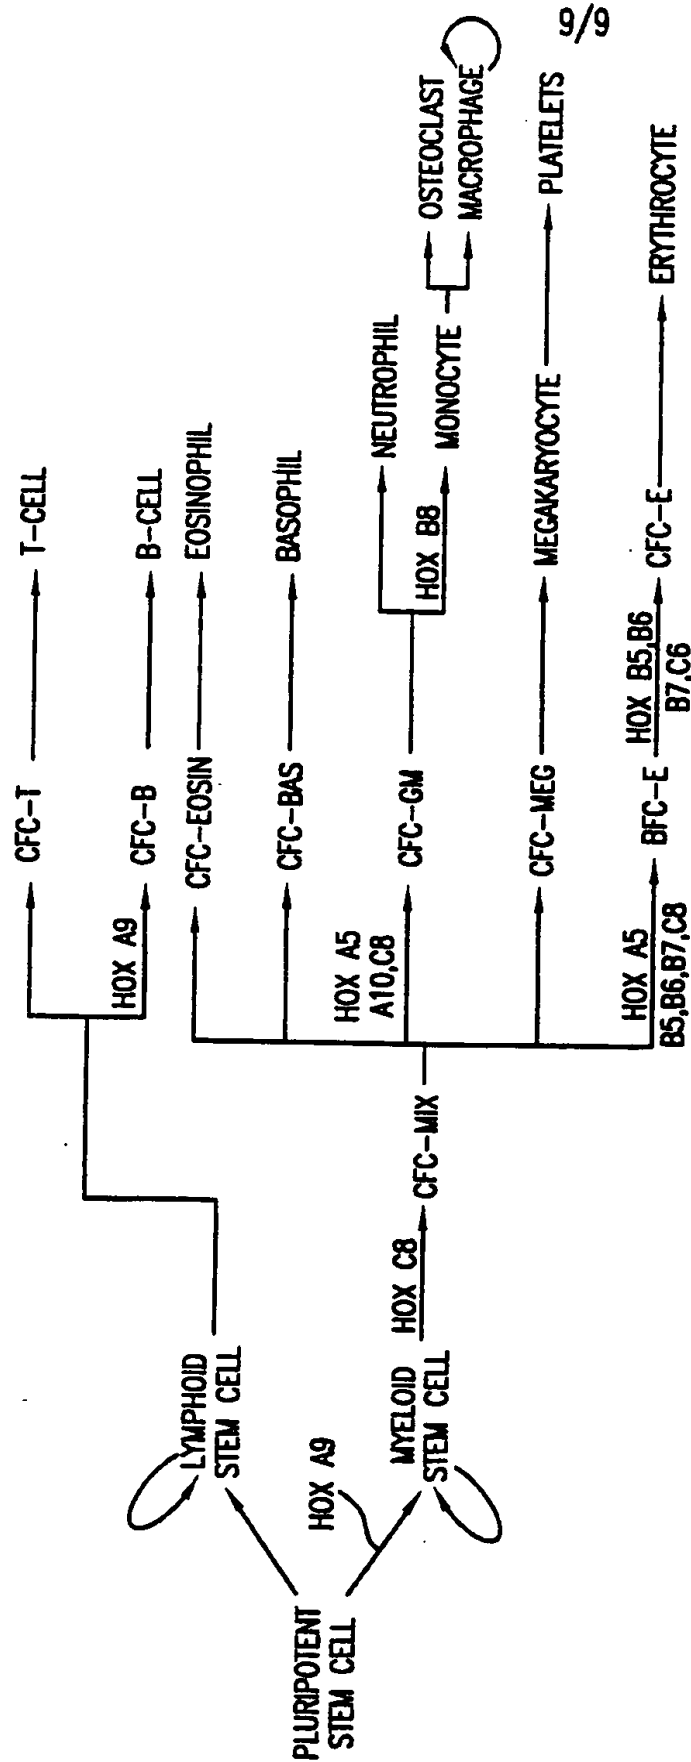 9/9
PLURIPOTENT
STEM CELL
LYMPHOID
STEM CELL
HOX A9
MYELOID
STEM CELL
HOX C8
CFC-MIX
CFC-T
T-CELL
HOX A9
CFC-B
B-CELL
CFC-EOSIN
EOSINOPHIL
CFC-BAS
BASOPHIL
HOX A5
A10,C8
CFC-GM
NEUTROPHIL
HOX B8
MONOCYTE
OSTEOCLAST
MACROPHAGE
CFC-MEG
MEGAKARYOCYTE
PLATELETS
HOX A5
B5,B6,B7,C8
BFC-E
HOX B5,B6
B7,C6
CFC-E
ERYTHROCYTE